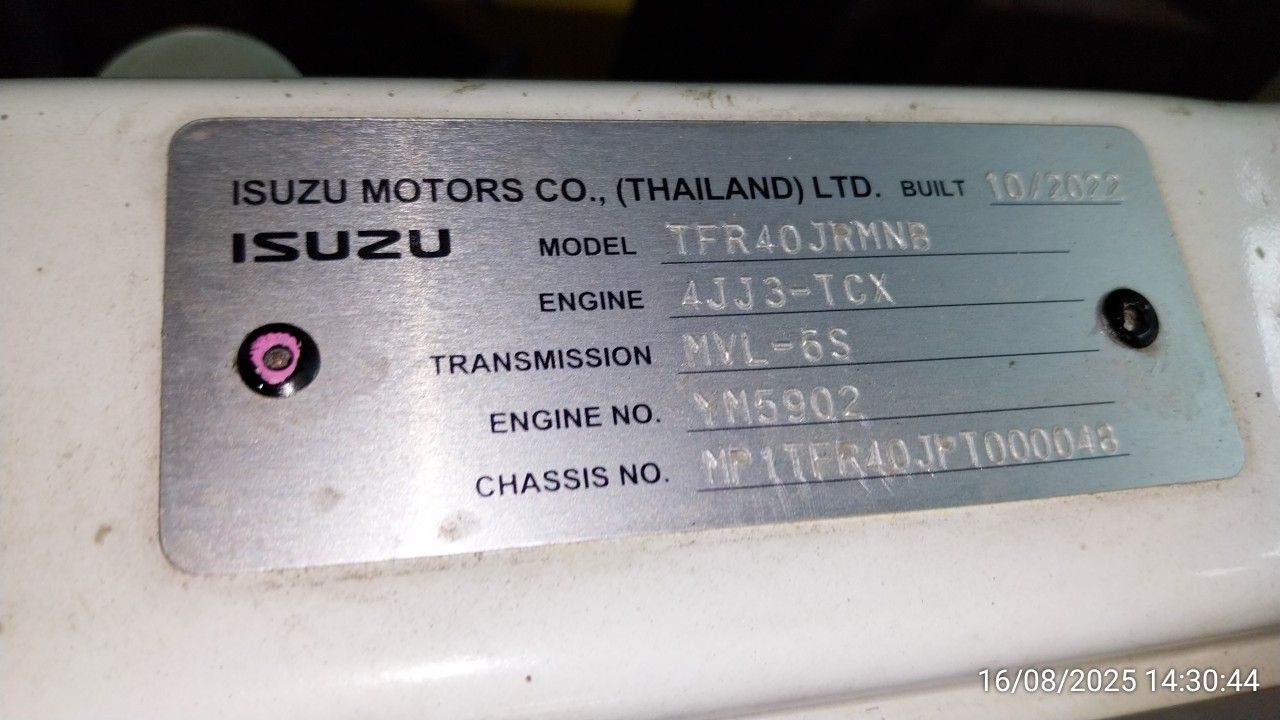 ISUZU MOTORS CO., (THAILAND) LTD. BUILT 10/2022
ISUZU MODEL TFR40JRMNB
ENGINE 4JJ3-TCX
TRANSMISSION MVL-6S
ENGINE NO. YM5902
CHASSIS NO. MP1TFR40JPT000048
16/08/2025 14:30:44